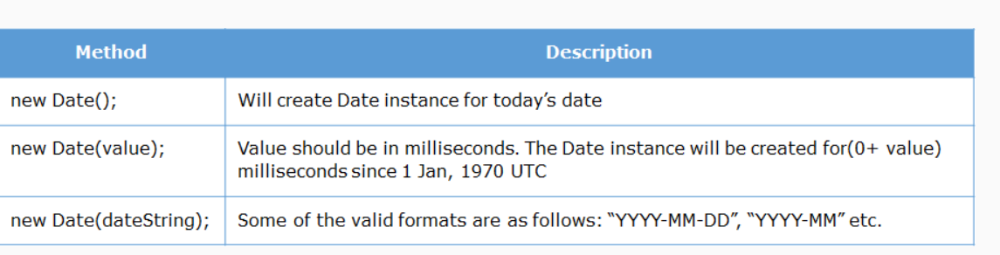 Method Description
new Date(); Will create Date instance for today’s date
new Date(value); Value should be in milliseconds. The Date instance will be created for(0+ value)
milliseconds since 1 Jan, 1970 UTC
new Date(dateString); Some of the valid formats are as follows: “YYYY-MM-DD”, “YYYY-MM” etc.